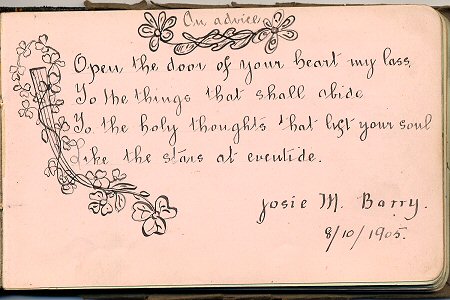 On advice
Open the door of your heart my lass,
To the things that shall abide
To the holy thoughts that lift your soul
Like the stars at eventide.
Josie M. Barry.
8/10/1905.